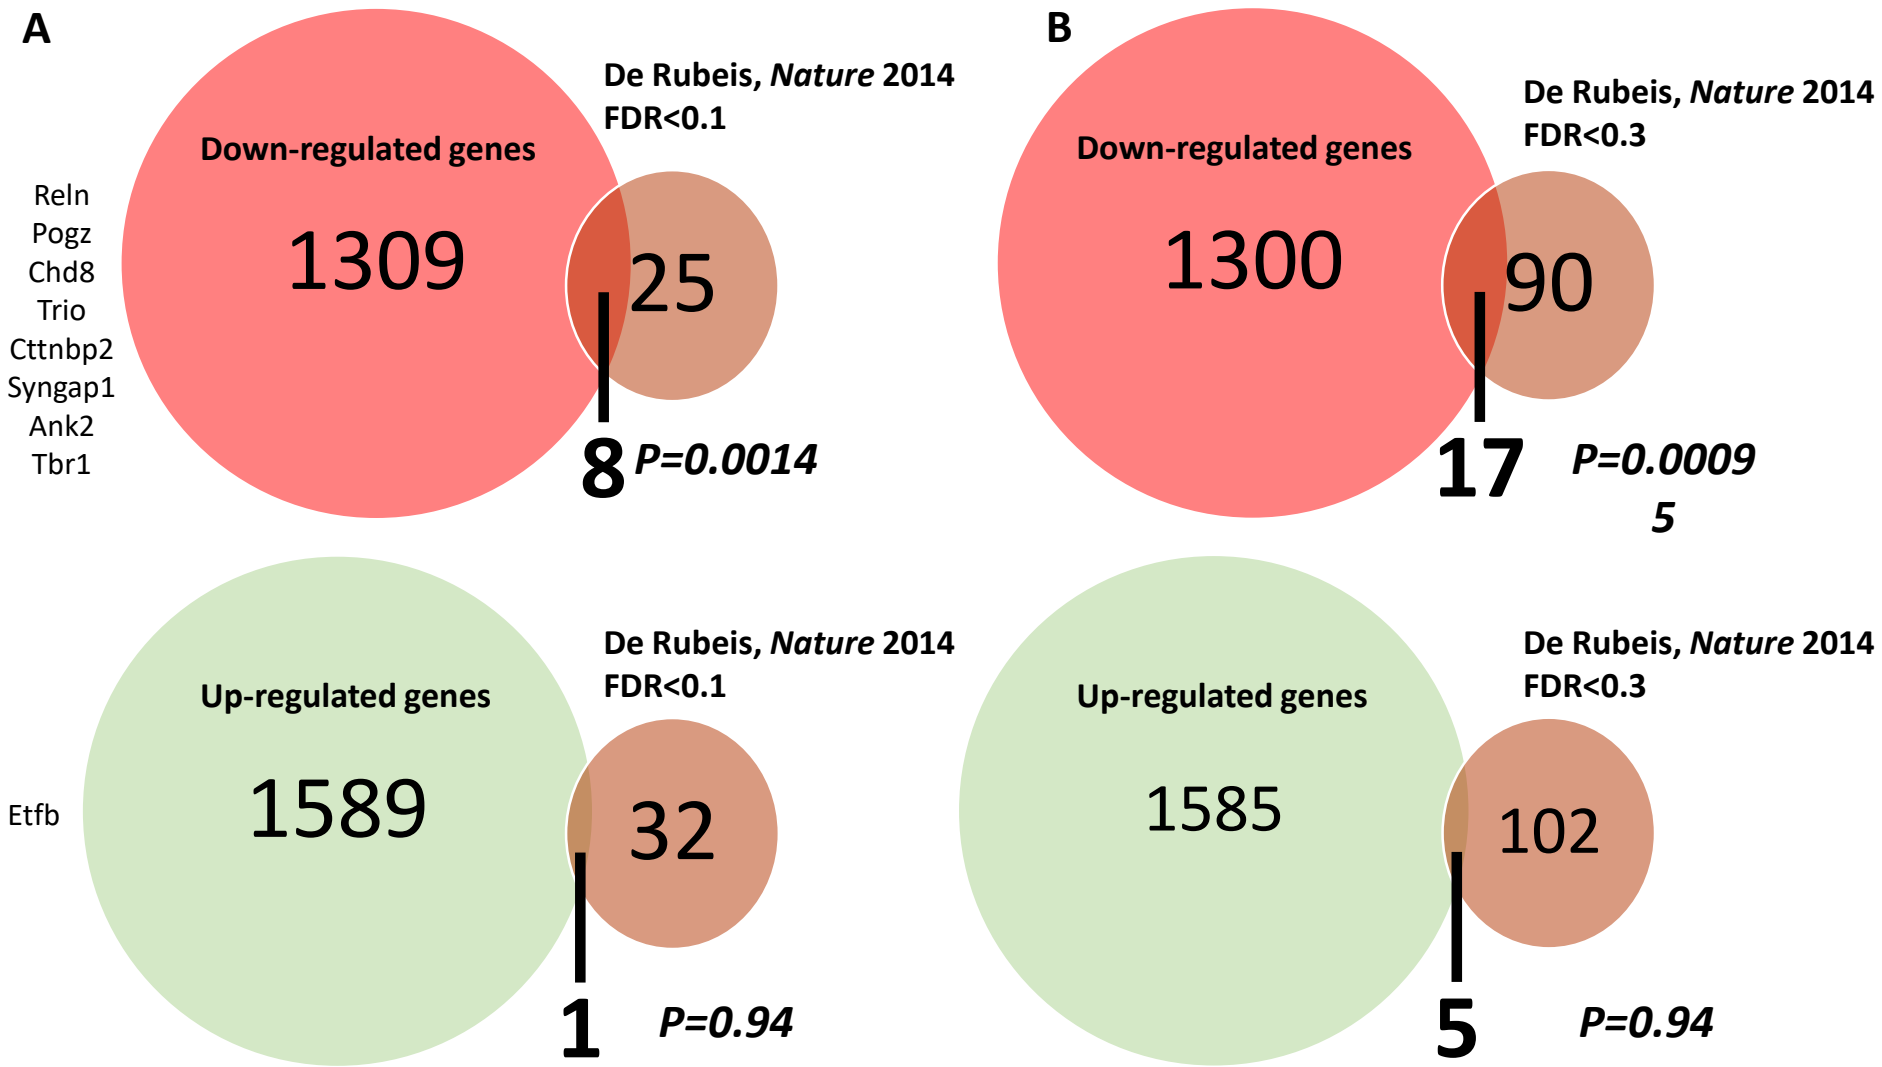 A
De Rubeis, Nature 2014
FDR<0.1
Down-regulated genes
Reln
Pogz
Chd8
Trio
Cttnbp2
Syngap1
Ank2
Tbr1
1309
25
8
P=0.0014
De Rubeis, Nature 2014
FDR<0.1
Up-regulated genes
Etfb
1589
32
1
P=0.94
B
De Rubeis, Nature 2014
FDR<0.3
Down-regulated genes
1300
90
17
P=0.0009
5
De Rubeis, Nature 2014
FDR<0.3
Up-regulated genes
1585
102
5
P=0.94